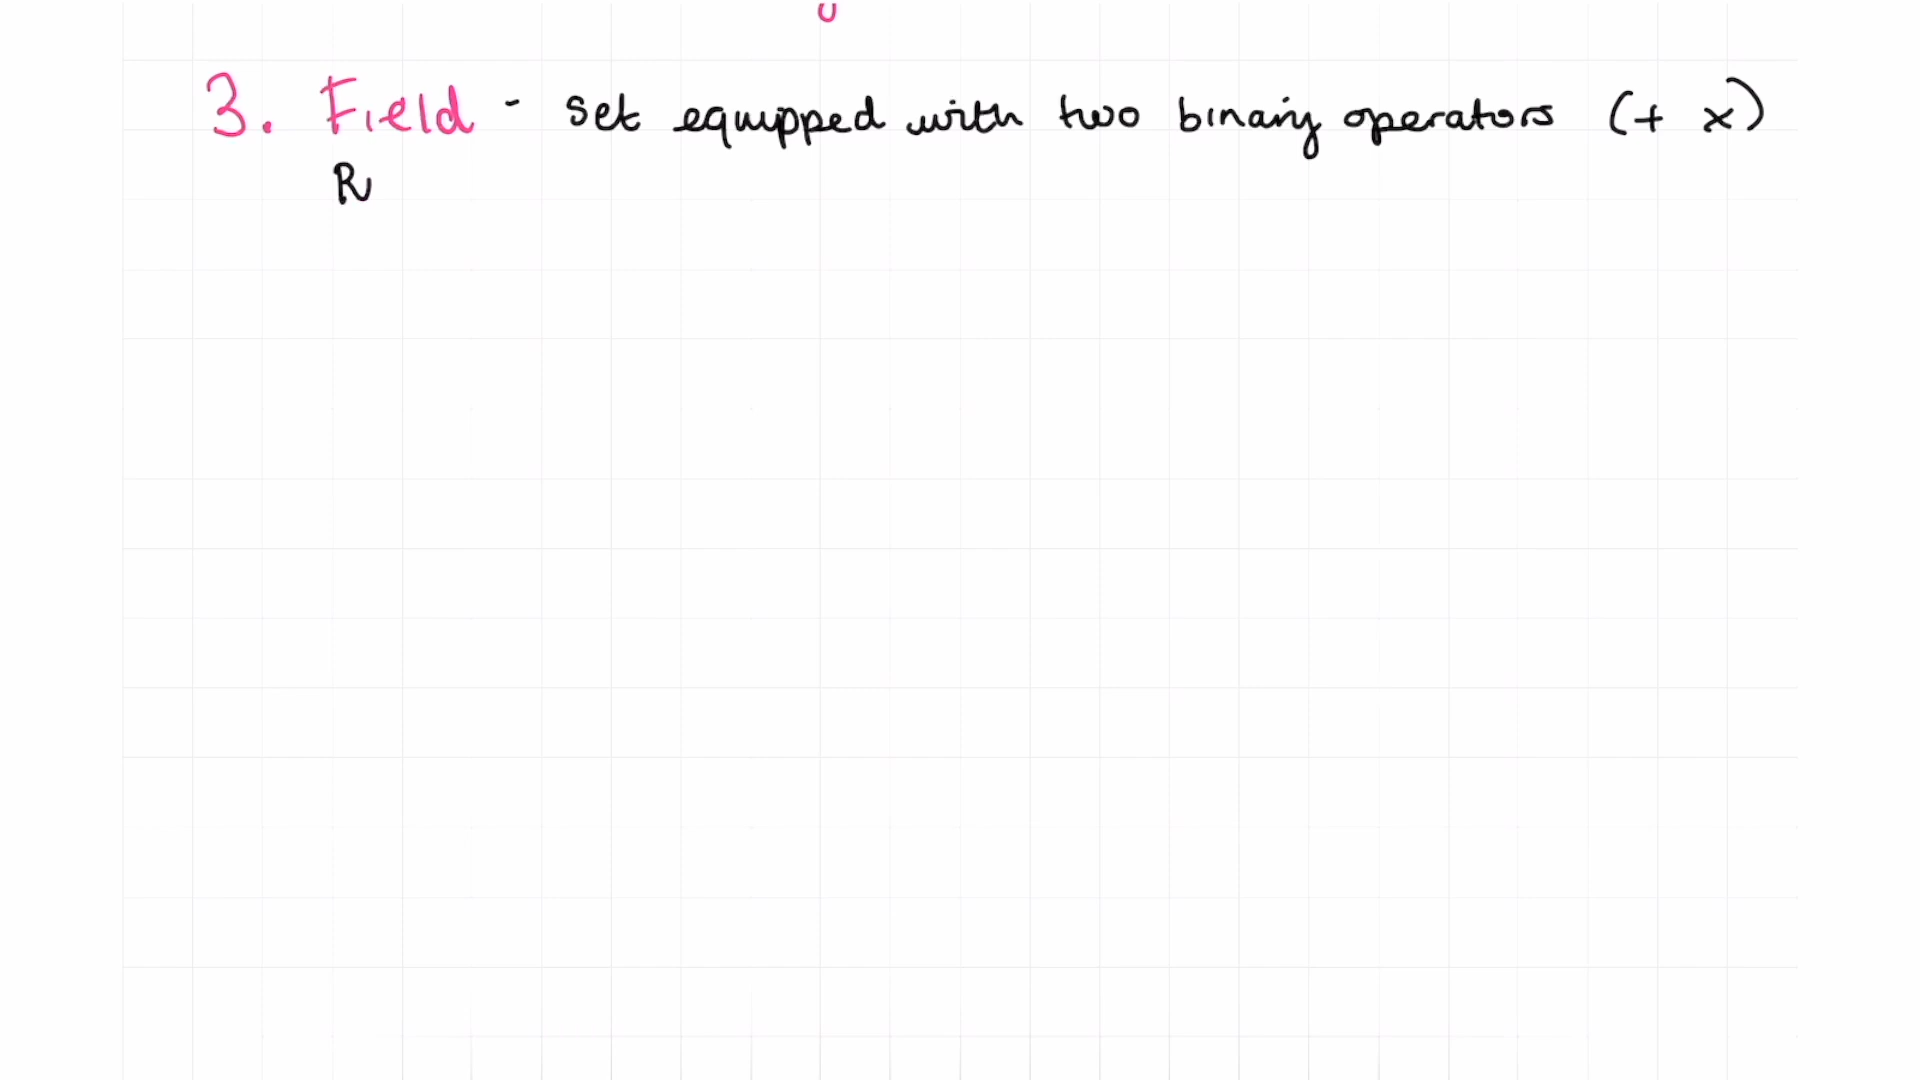 3. Field - set equipped with two binary operators (+ ×)
R